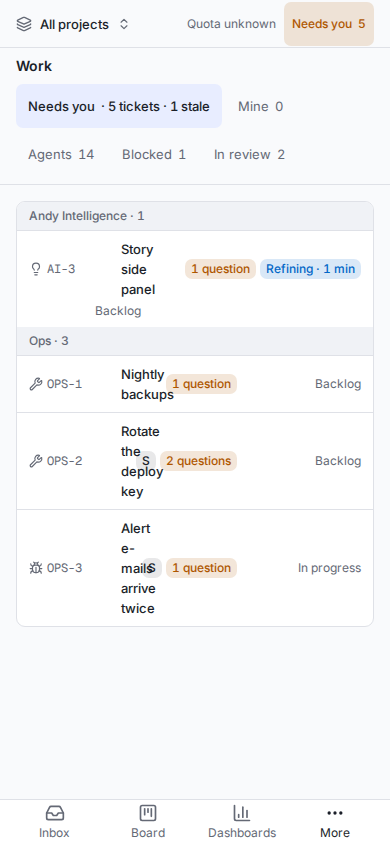 All projects
Quota unknown
Needs you 5
Work
Needs you · 5 tickets · 1 stale
Mine 0
Agents 14
Blocked 1
In review 2
Andy Intelligence · 1
AI-3
Story side panel
1 question
Refining · 1 min
Backlog
Ops · 3
OPS-1
Nightly backups
1 question
Backlog
OPS-2
Rotate the deploy key
S
2 questions
Backlog
OPS-3
Alert e-mails arrive twice
S
1 question
In progress
Inbox
Board
Dashboards
More